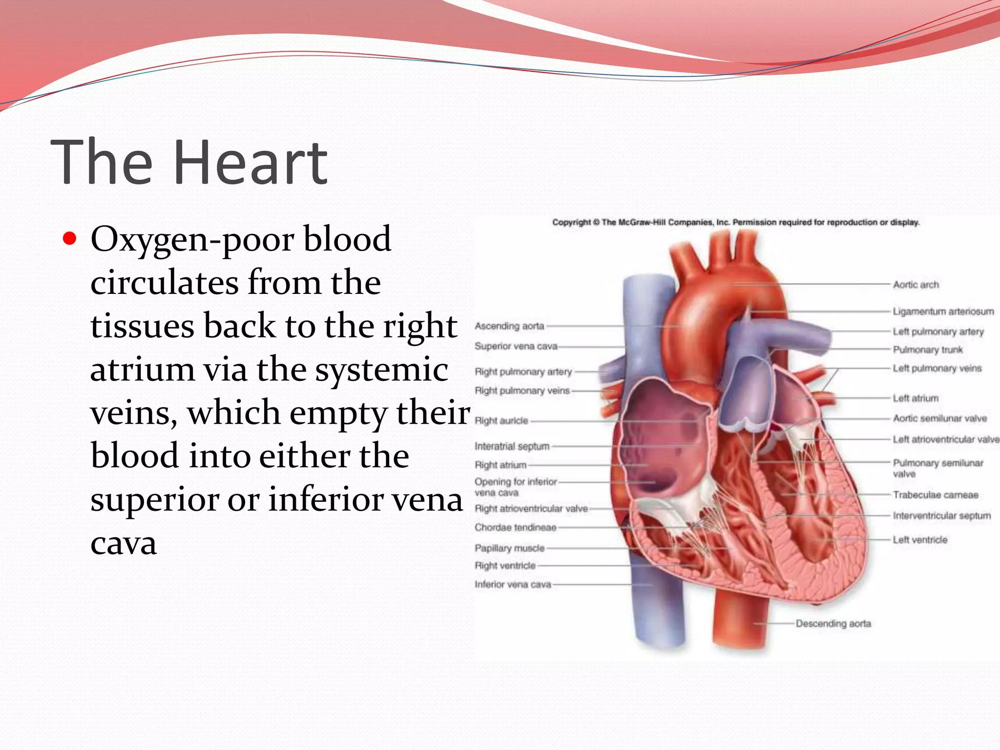 The Heart
Oxygen-poor blood
circulates from the
tissues back to the right
atrium via the systemic
veins, which empty their
blood into either the
superior or inferior vena
cava
Copyright © The McGraw-Hill Companies, Inc. Permission required for reproduction or display.
Ascending aorta
Superior vena cava
Right pulmonary artery
Right pulmonary veins
Right auricle
Interatrial septum
Right atrium
Opening for inferior
vena cava
Right atrioventricular valve
Chordae tendineae
Papillary muscle
Right ventricle
Inferior vena cava
Aortic arch
Ligamentum arteriosum
Left pulmonary artery
Pulmonary trunk
Left pulmonary veins
Left atrium
Aortic semilunar valve
Left atrioventricular valve
Pulmonary semilunar
valve
Trabeculae carneae
Interventricular septum
Left ventricle
Descending aorta